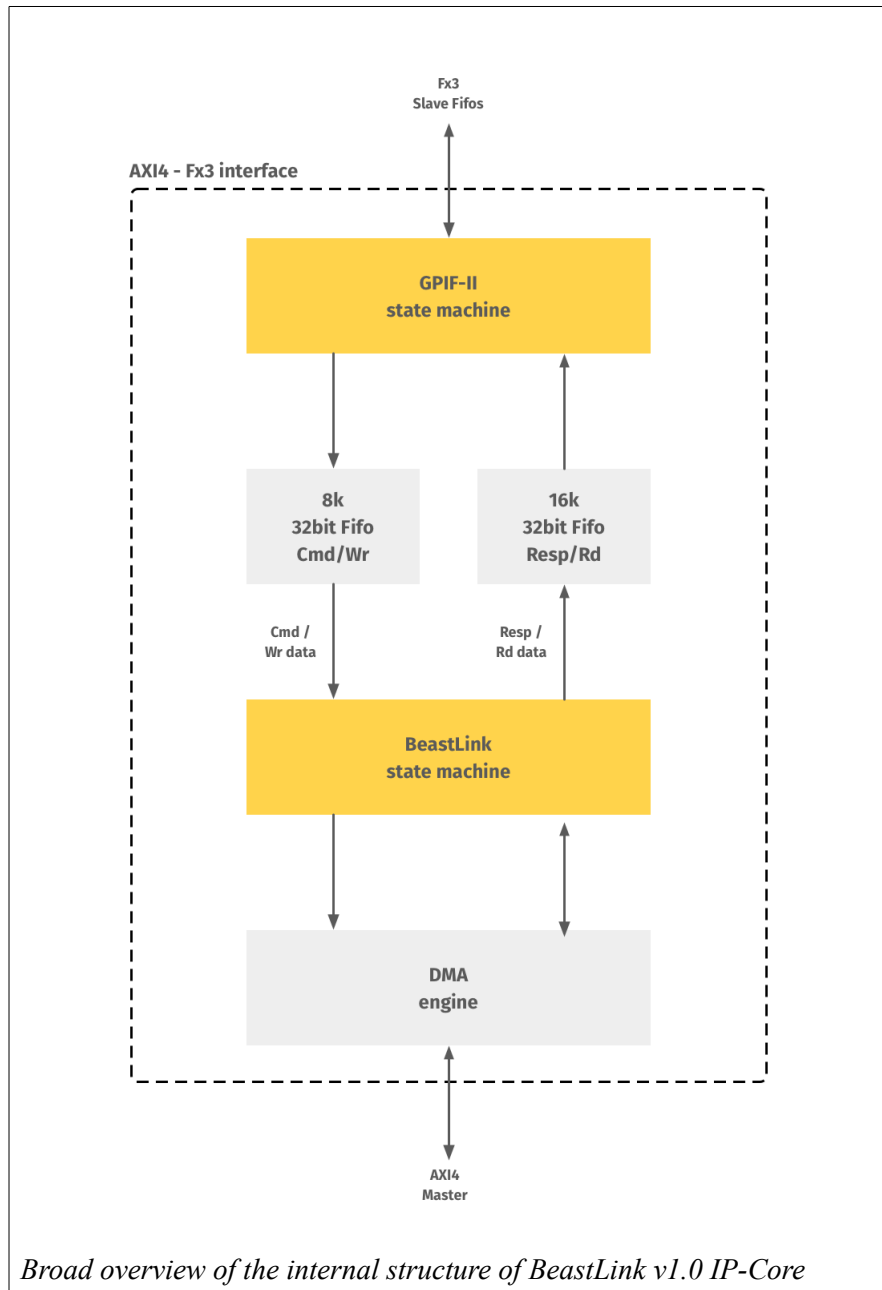 Fx3
Slave Fifos
AXI4 - Fx3 interface
GPIF-II
state machine
8k
32bit Fifo
Cmd/Wr
16k
32bit Fifo
Resp/Rd
Cmd /
Wr data
Resp /
Rd data
BeastLink
state machine
DMA
engine
AXI4
Master
Broad overview of the internal structure of BeastLink v1.0 IP-Core